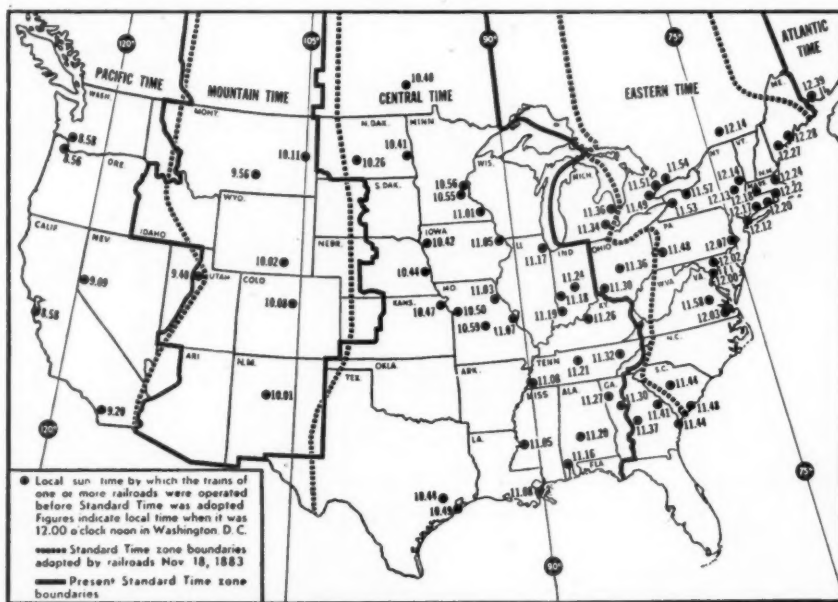 120°
105°
90°
75°
ATLANTIC
TIME
PACIFIC TIME
MOUNTAIN TIME
CENTRAL TIME
EASTERN TIME
WASH.
MONT.
N.DAK.
MINN
ME.
ORE.
IDAHO
WYO.
S.DAK.
WIS.
MICH.
N.Y.
VT.
N.H.
MASS
CALIF
NEV.
UTAH
COLO
NEBR.
IOWA
ILL
IND
OHIO
PA
KANS.
MO.
KY.
W.VA
VA.
ARI
N.M.
OKLA.
ARK.
TENN
N.C.
S.C.
TEX.
LA.
MISS
ALA.
GA.
FLA.
12.39
10.40
8.58
8.56
9.56
10.11
10.26
10.41
10.56
10.55
11.01
12.14
12.28
12.27
11.54
11.51
11.49
11.57
11.53
12.14
12.13
12.24
12.22
12.20
12.17
12.12
11.36
11.34
10.02
10.42
11.05
11.17
11.36
11.48
12.07
12.02
12.00
9.09
9.40
10.08
10.44
10.47
10.50
11.03
10.59
11.07
11.24
11.18
11.19
11.26
11.30
11.58
12.03
8.58
9.20
10.01
11.08
11.21
11.32
11.27
11.30
11.44
11.41
11.48
11.44
11.37
11.05
11.20
11.16
11.08
10.44
10.49
120°
90°
75°
Local sun time by which the trains of
one or more railroads were operated
before Standard Time was adopted
Figures indicate local time when it was
12.00 o'clock noon in Washington, D. C.
Standard Time zone boundaries
adopted by railroads Nov 18, 1883
Present Standard Time zone
boundaries